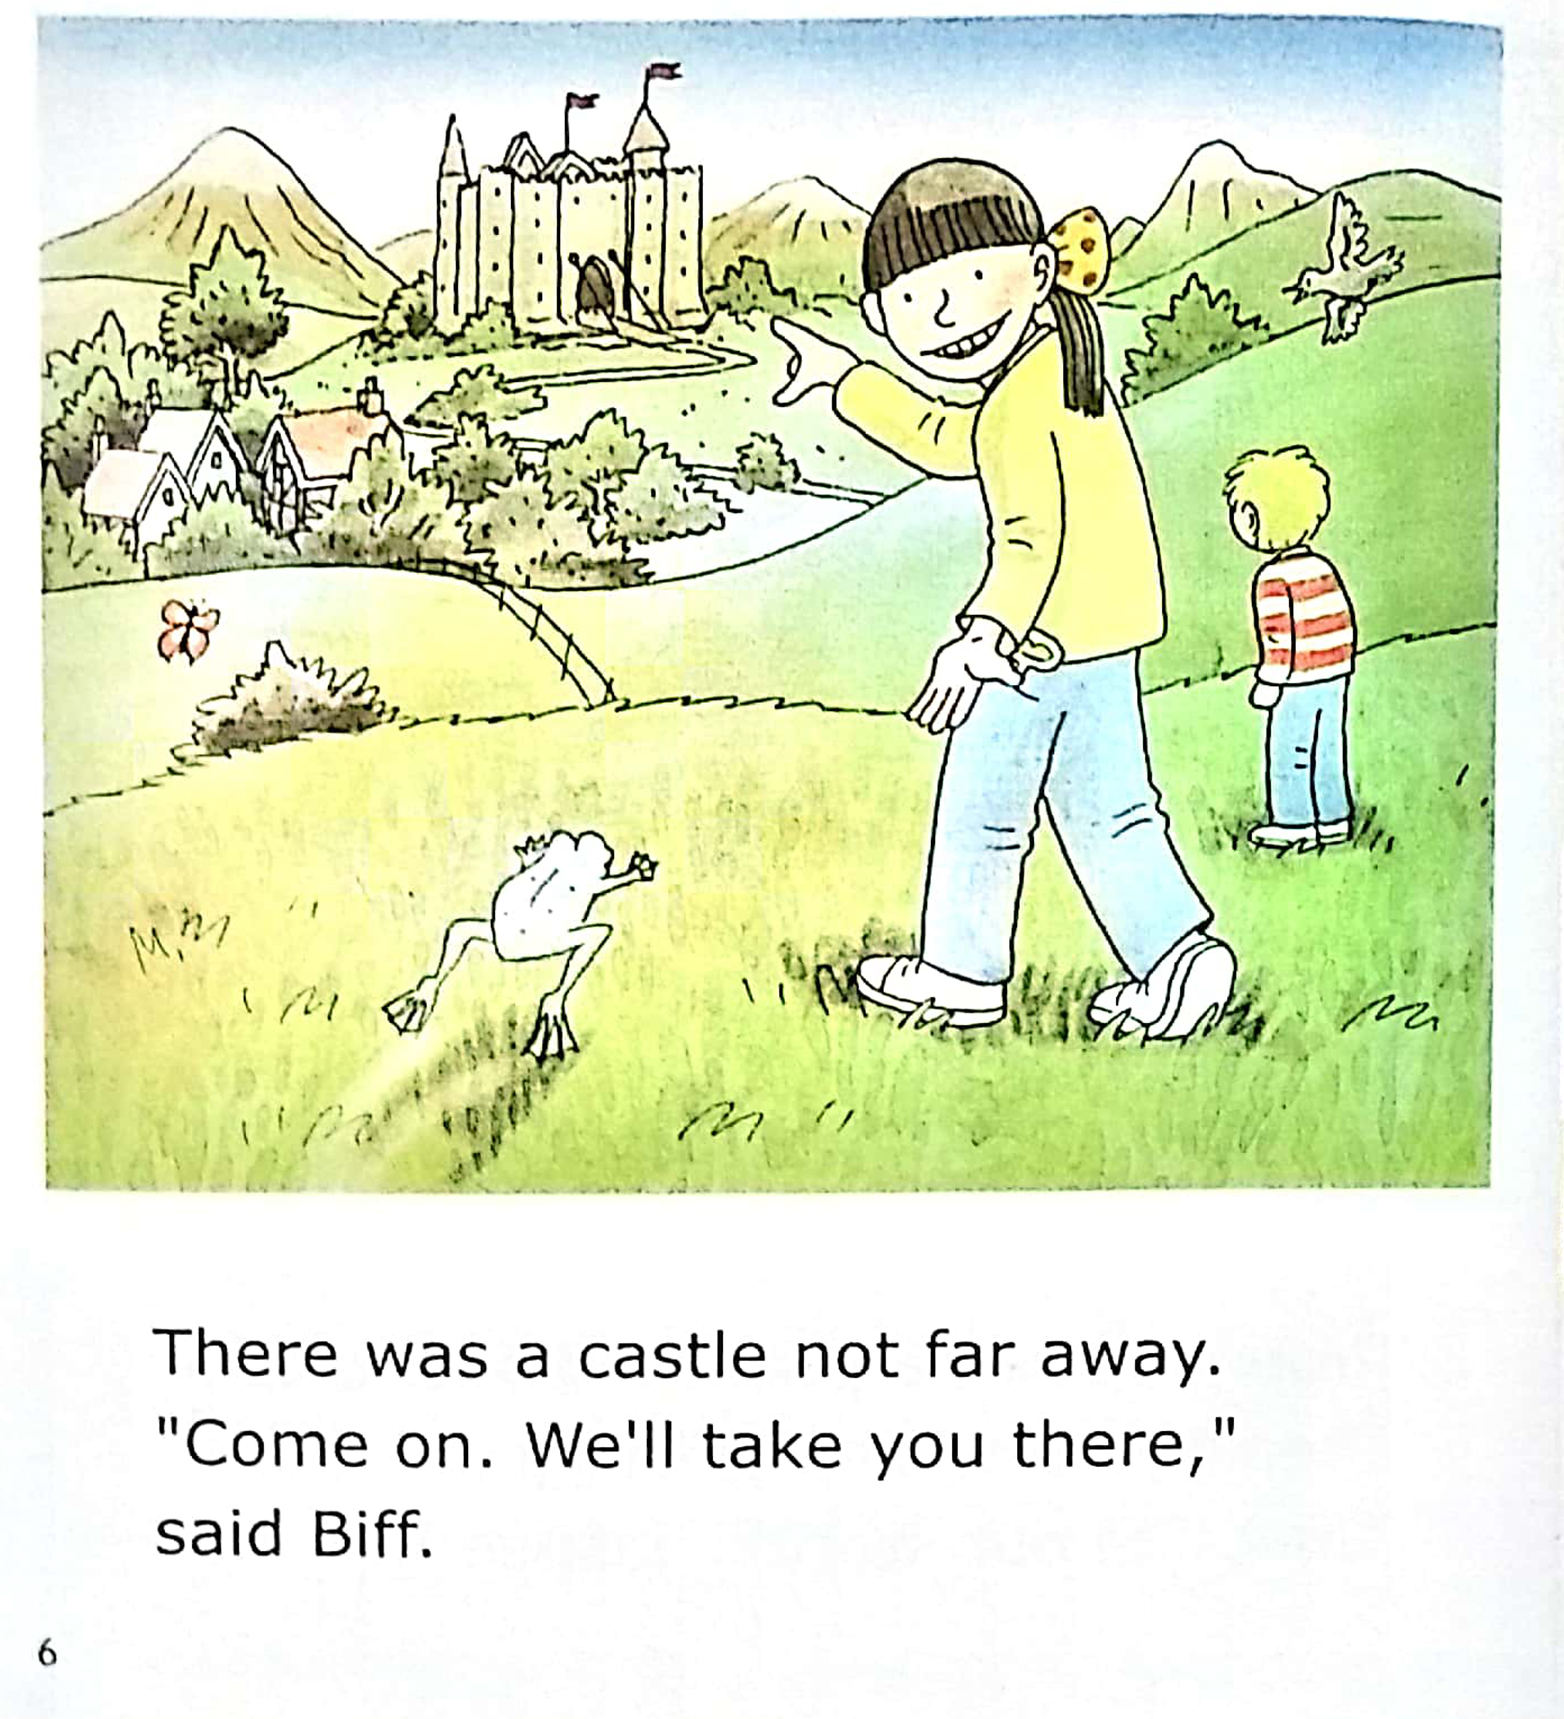 There was a castle not far away.
"Come on. We'll take you there,"
said Biff.
6